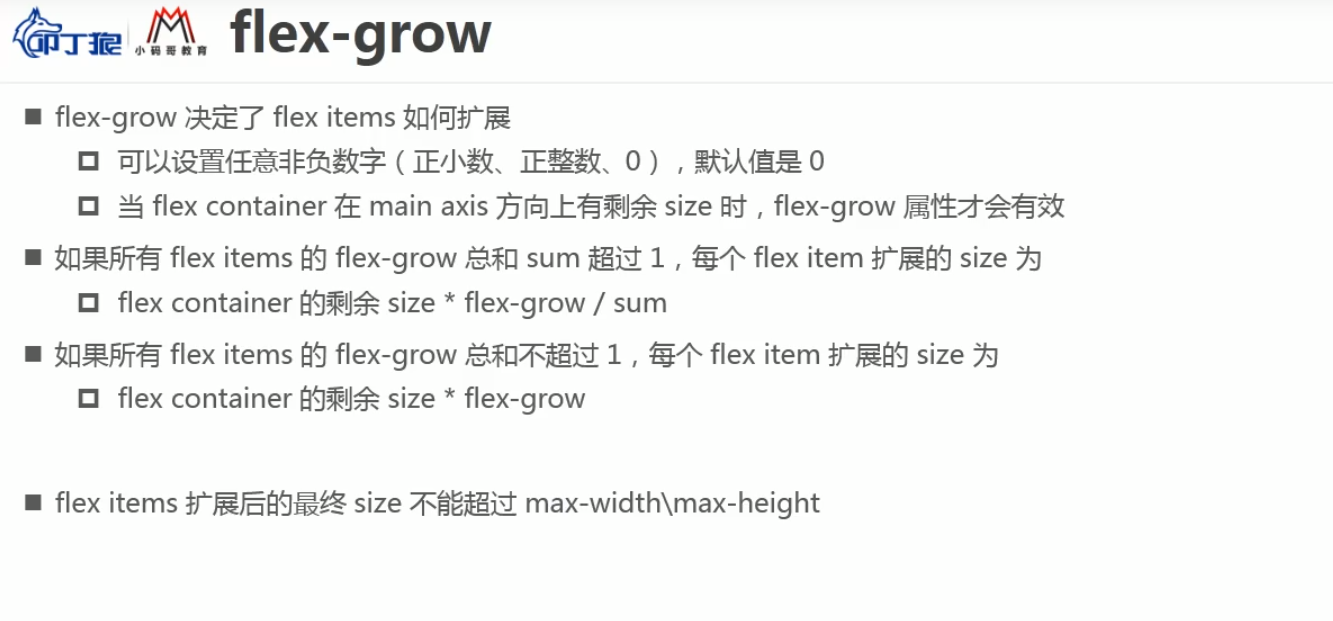 叩丁狼 小码哥教育 flex-grow
■ flex-grow 决定了 flex items 如何扩展
可以设置任意非负数字（正小数、正整数、0），默认值是 0
当 flex container 在 main axis 方向上有剩余 size 时，flex-grow 属性才会有效
■ 如果所有 flex items 的 flex-grow 总和 sum 超过 1，每个 flex item 扩展的 size 为
flex container 的剩余 size * flex-grow / sum
■ 如果所有 flex items 的 flex-grow 总和不超过 1，每个 flex item 扩展的 size 为
flex container 的剩余 size * flex-grow
■ flex items 扩展后的最终 size 不能超过 max-width\max-height